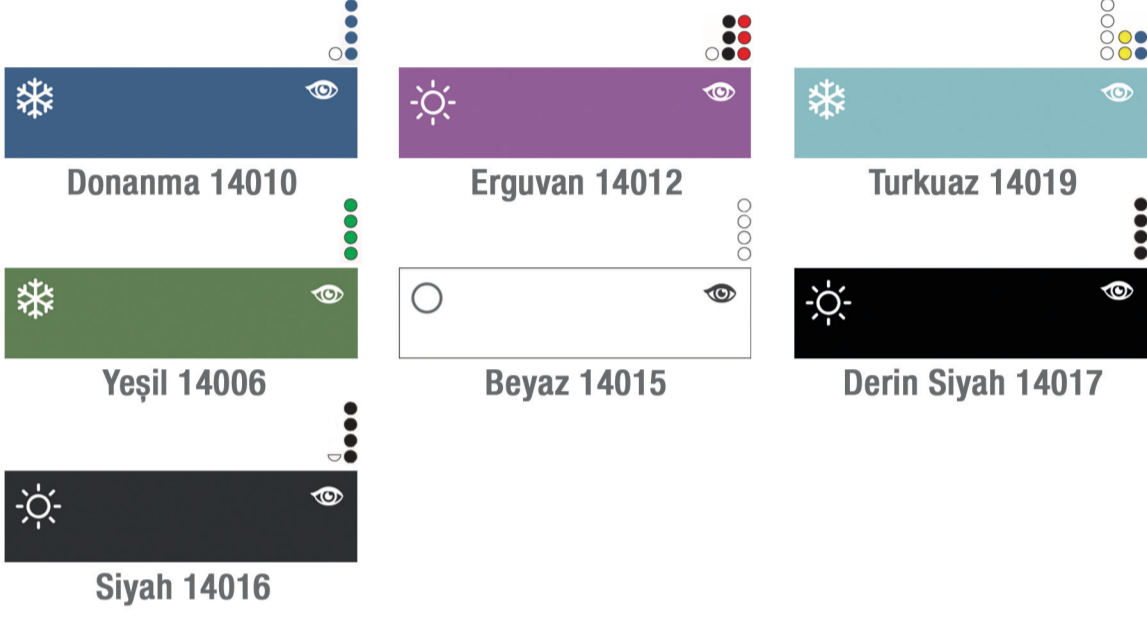 Donanma 14010
Erguvan 14012
Turkuaz 14019
Yeşil 14006
Beyaz 14015
Derin Siyah 14017
Siyah 14016